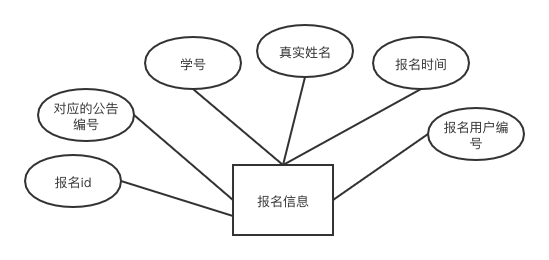 真实姓名
学号
报名时间
对应的公告
编号
报名用户编
号
报名id
报名信息